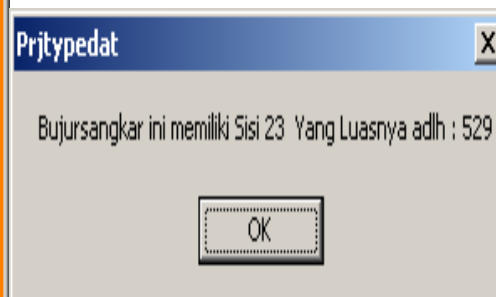 Prjtypedat
Bujursangkar ini memiliki Sisi 23 Yang Luasnya adlh : 529
OK